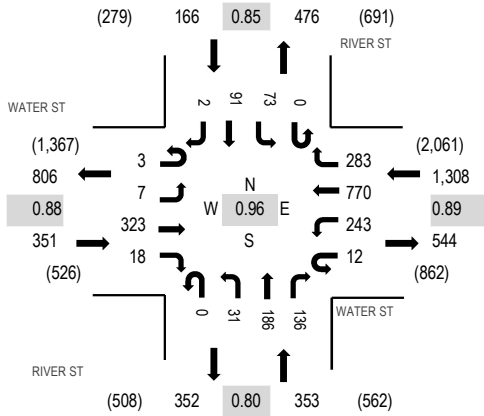 (279) 166 0.85 476 (691)
RIVER ST
WATER ST
2 91 73 0
(1,367) 3 283 (2,061)
806 7 770 1,308
N
0.88 W 0.96 E 0.89
351 323 243 544
S
(526) 18 12 (862)
0 31 186 136
WATER ST
RIVER ST
(508) 352 0.80 353 (562)